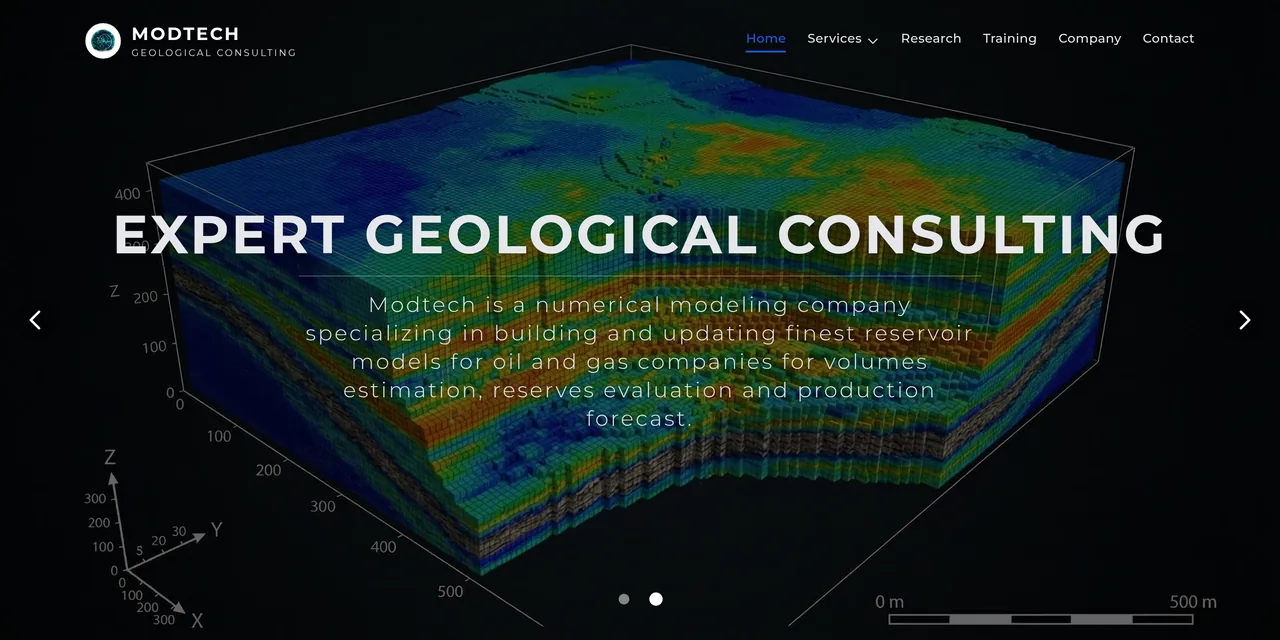 MODTECH
GEOLOGICAL CONSULTING
Home Services Research Training Company Contact
400
EXPERT GEOLOGICAL CONSULTING
Z
200
100
0
0
Modtech is a numerical modeling company
specializing in building and updating finest reservoir
models for oil and gas companies for volumes
estimation, reserves evaluation and production
forecast.
100
200
300
400
500
Z
300
200
100
0
S
20
30
Y
0
100
200
300
X
0 m
500 m